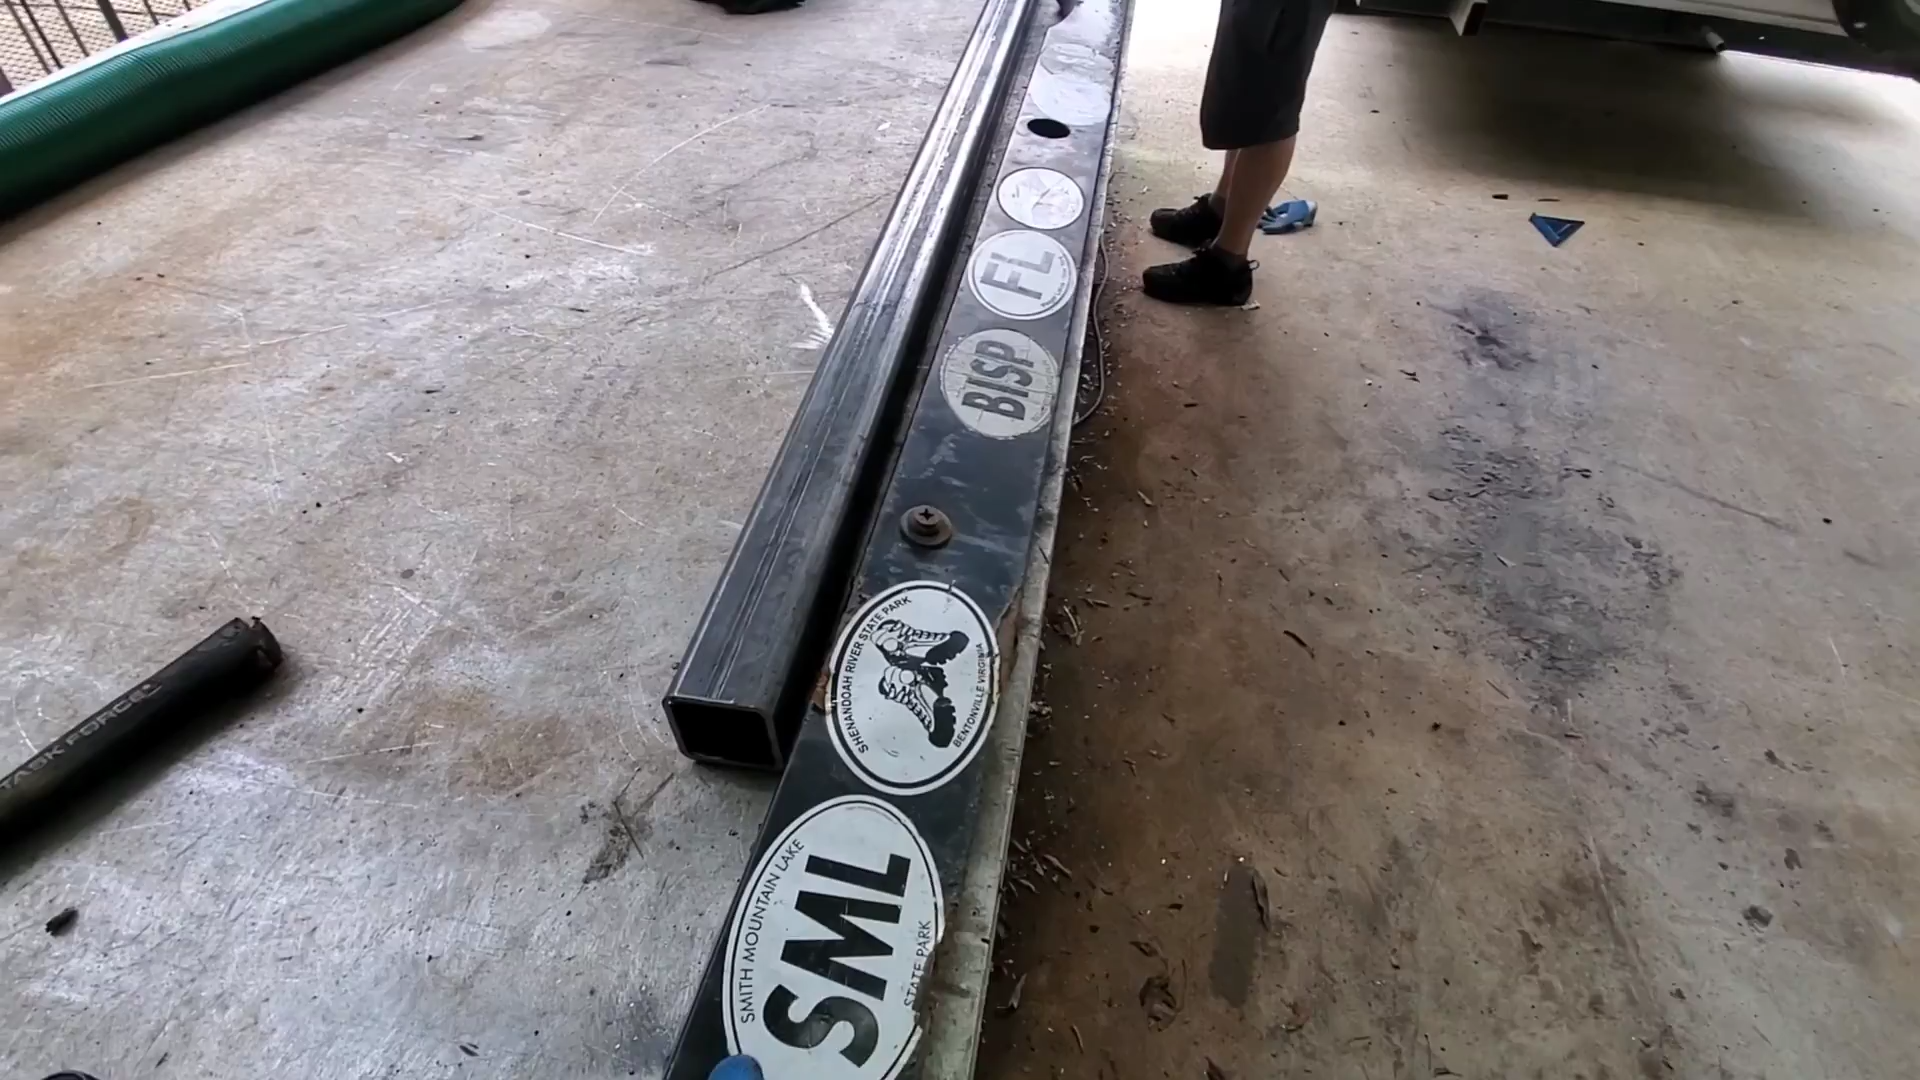 FL
BISP
SHENANDOAH RIVER STATE PARK
BENTONVILLE VIRGINIA
TASK FORCE
SMITH MOUNTAIN LAKE
SML
STATE PARK